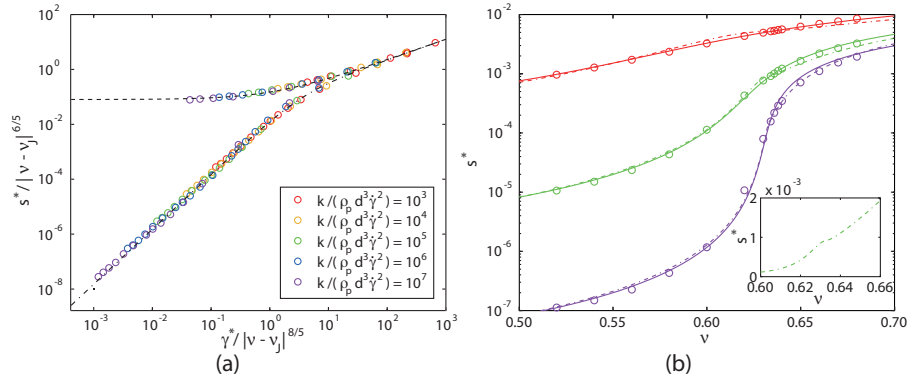 10^2
10^0
10^-2
10^-4
10^-6
10^-8
s^*/|ν - ν_J|^6/5
k/(ρ_p d^3 γ̇^2) = 10^3
k/(ρ_p d^3 γ̇^2) = 10^4
k/(ρ_p d^3 γ̇^2) = 10^5
k/(ρ_p d^3 γ̇^2) = 10^6
k/(ρ_p d^3 γ̇^2) = 10^7
10^-3 10^-2 10^-1 10^0 10^1 10^2 10^3
γ̇^*/|ν - ν_J|^8/5
(a)
10^-2
10^-3
10^-4
10^-5
10^-6
10^-7
s^*
x 10^-3
2
1
0
s^*
0.60 0.62 0.64 0.66
ν
0.50 0.55 0.60 0.65 0.70
ν
(b)